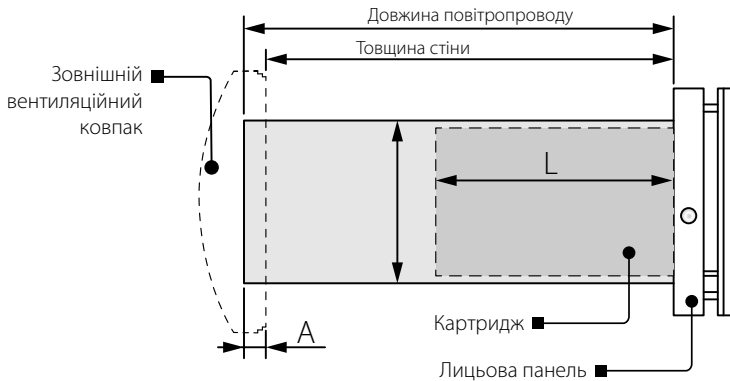 Довжина повітропроводу
Товщина стіни
Зовнішній
вентиляційний
ковпак
L
A
Картридж
Лицьова панель